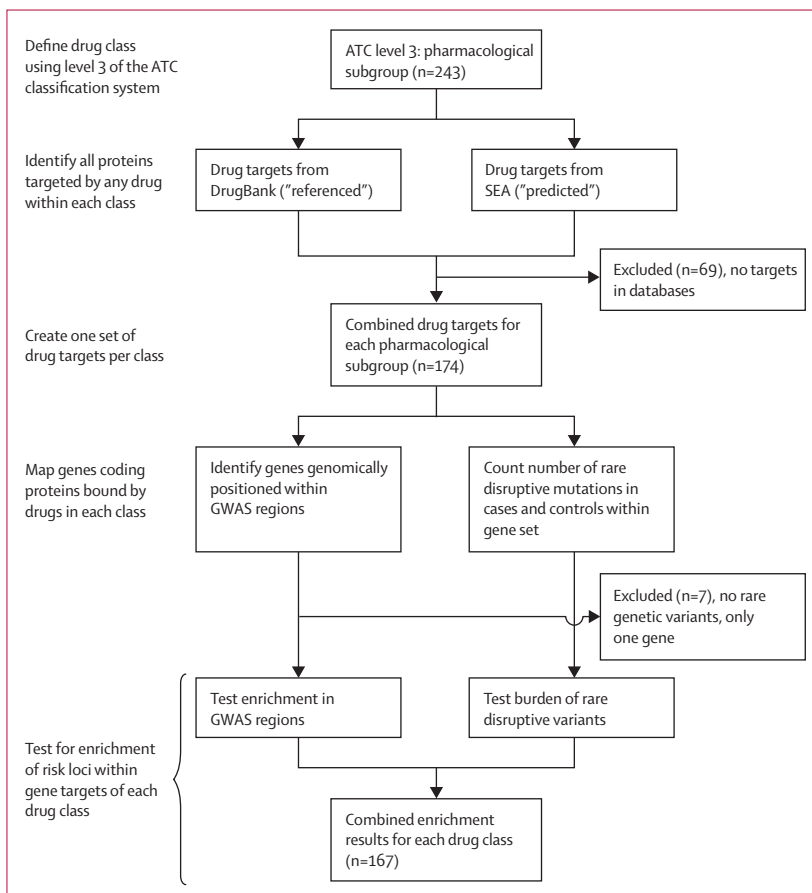 Define drug class
using level 3 of the ATC
classification system
ATC level 3: pharmacological
subgroup (n=243)
Identify all proteins
targeted by any drug
within each class
Drug targets from
DrugBank ("referenced")
Drug targets from
SEA ("predicted")
Excluded (n=69), no targets
in databases
Create one set of
drug targets per class
Combined drug targets for
each pharmacological
subgroup (n=174)
Map genes coding
proteins bound by
drugs in each class
Identify genes genomically
positioned within
GWAS regions
Count number of rare
disruptive mutations in
cases and controls within
gene set
Excluded (n=7), no rare
genetic variants, only
one gene
Test for enrichment
of risk loci within
gene targets of each
drug class
Test enrichment in
GWAS regions
Test burden of rare
disruptive variants
Combined enrichment
results for each drug class
(n=167)